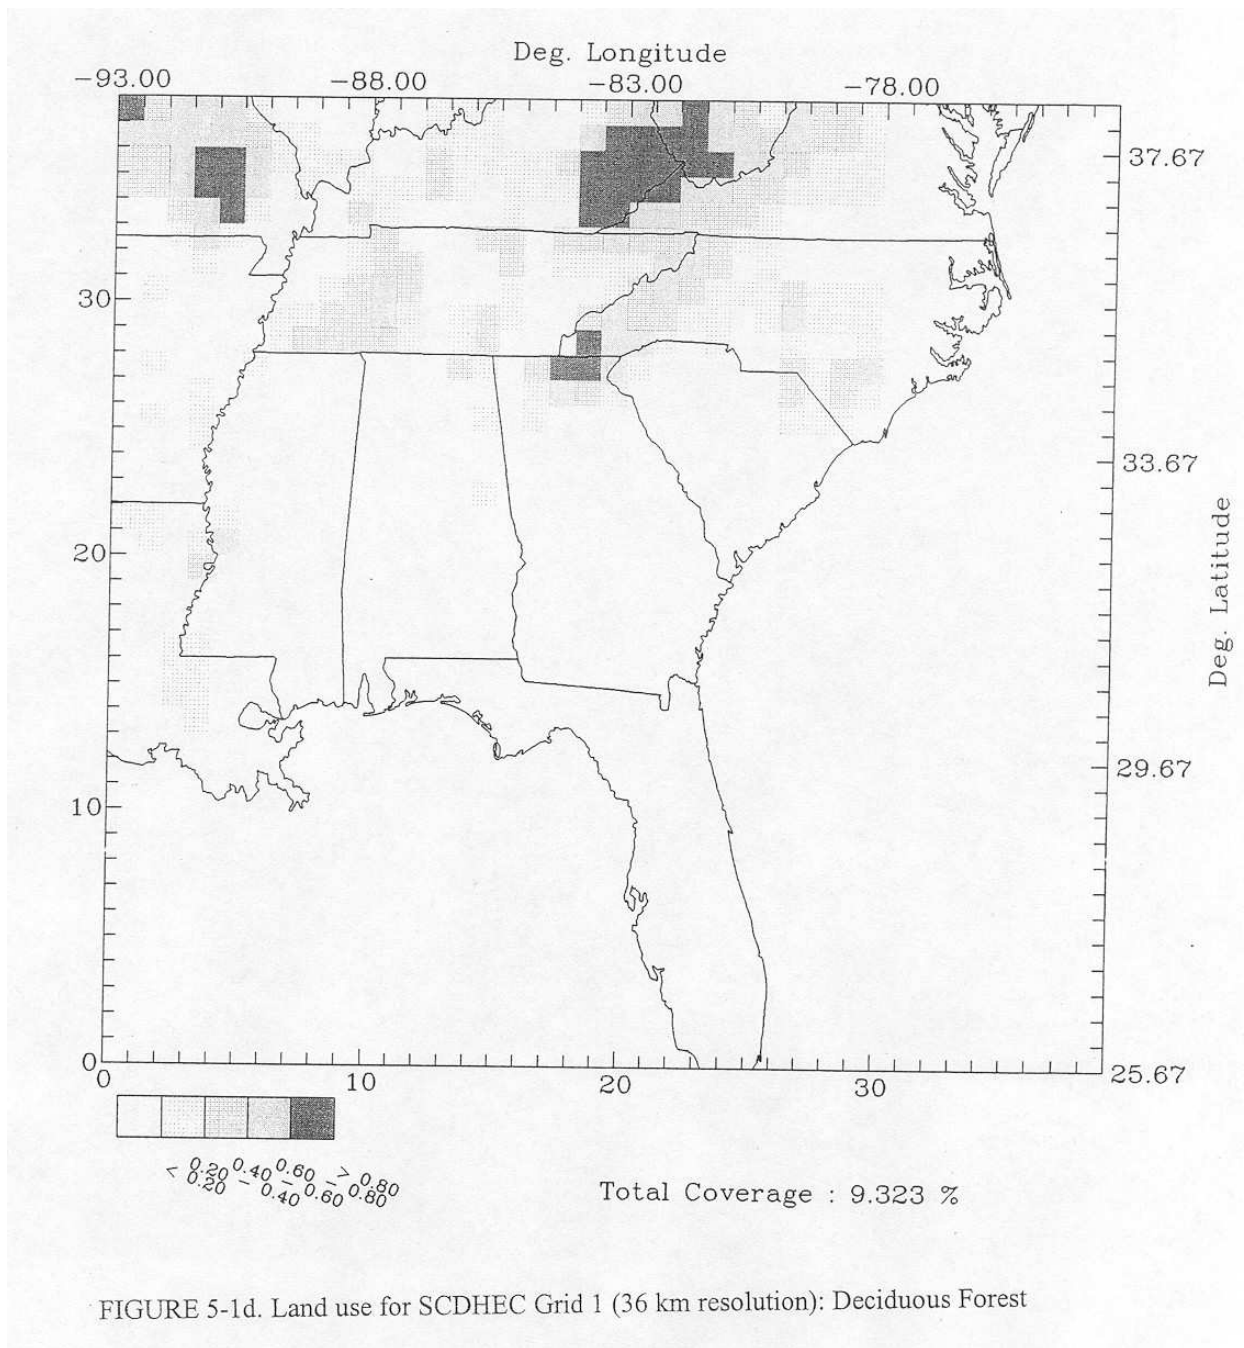 Deg. Longitude
-93.00 -88.00 -83.00 -78.00
37.67
30
33.67
20
Deg. Latitude
29.67
10
0
25.67
0 10 20 30
< 0.20
0.20 - 0.40
0.40 - 0.60
0.60 - 0.80
> 0.80
Total Coverage : 9.323 %
FIGURE 5-1d. Land use for SCDHEC Grid 1 (36 km resolution): Deciduous Forest